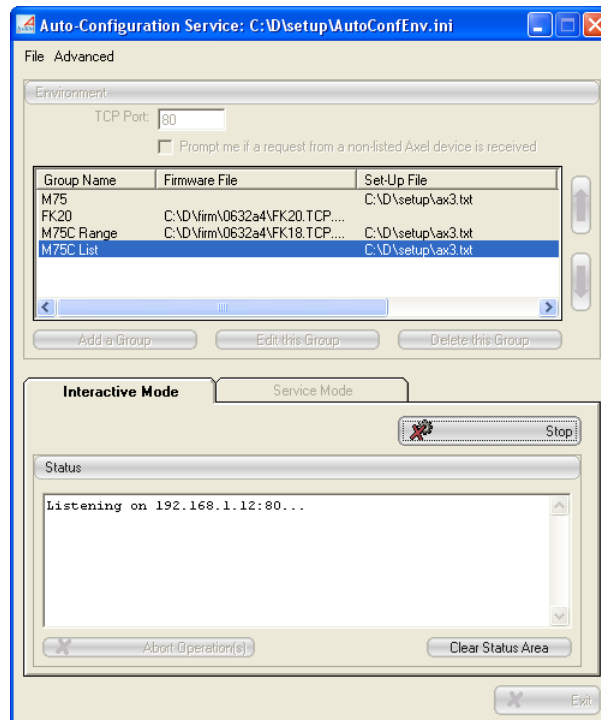 Auto-Configuration Service: C:\D\setup\AutoConfEnv.ini
File Advanced
Environment
TCP Port: 80
Prompt me if a request from a non-listed Axel device is received
Group Name Firmware File Set-Up File
M75 C:\D\setup\ax3.txt
FK20 C:\D\firm\0632a4\FK20.TCP....
M75C Range C:\D\firm\0632a4\FK18.TCP.... C:\D\setup\ax3.txt
M75C List C:\D\setup\ax3.txt
Add a Group Edit this Group Delete this Group
Interactive Mode Service Mode
Stop
Status
Listening on 192.168.1.12:80...
Abort Operation(s) Clear Status Area
Exit